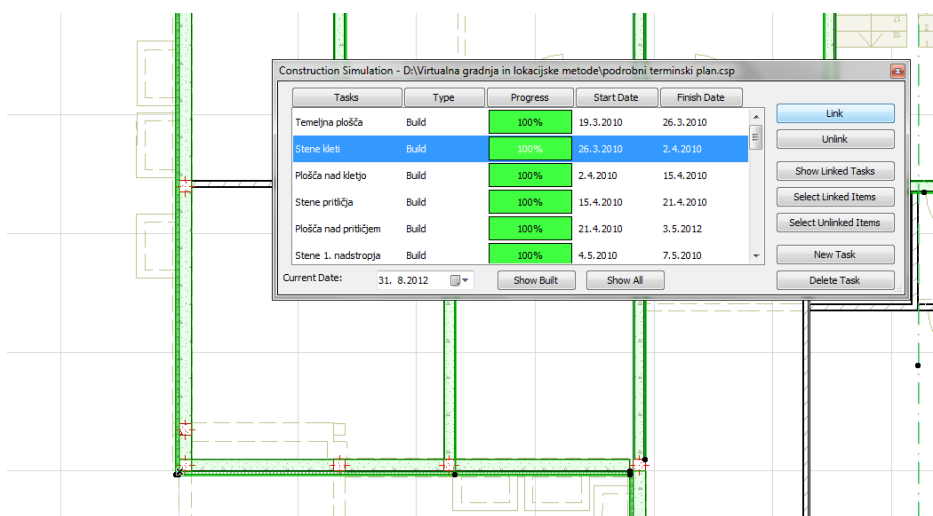 Construction Simulation - D:\Virtualna gradnja in lokacijske metode\podrobni terminski plan.csp
Tasks Type Progress Start Date Finish Date
Temeljna plošča Build 100% 19.3.2010 26.3.2010
Stene kleti Build 100% 26.3.2010 2.4.2010
Plošča nad kletjo Build 100% 2.4.2010 15.4.2010
Stene pritličja Build 100% 15.4.2010 21.4.2010
Plošča nad pritličjem Build 100% 21.4.2010 3.5.2012
Stene 1. nadstropja Build 100% 4.5.2010 7.5.2010
Link
Unlink
Show Linked Tasks
Select Linked Items
Select Unlinked Items
New Task
Delete Task
Current Date: 31. 8.2012 Show Built Show All
2
1